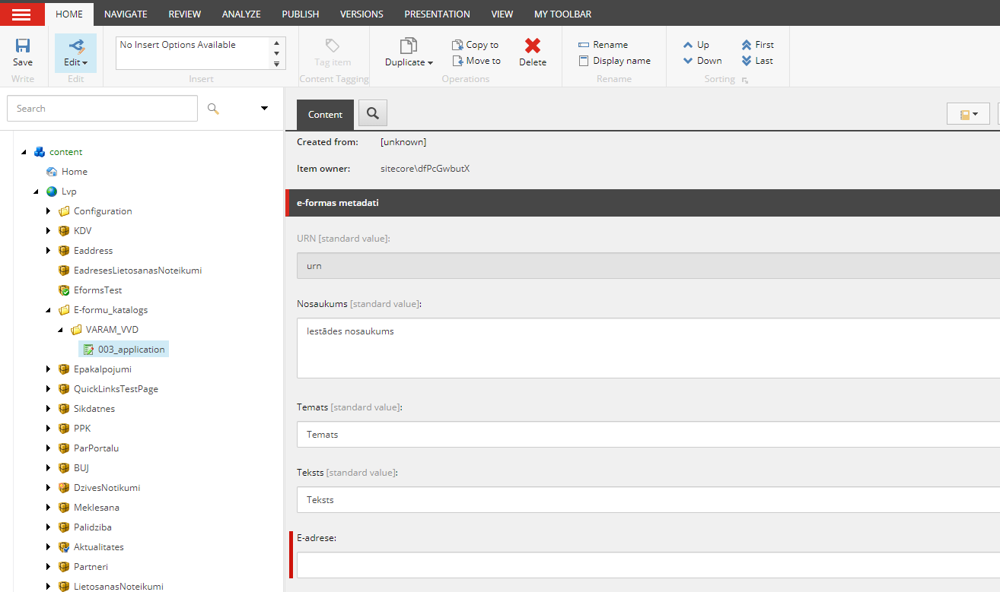 HOME NAVIGATE REVIEW ANALYZE PUBLISH VERSIONS PRESENTATION VIEW MY TOOLBAR
Save
Write
Edit
Edit
No Insert Options Available
Insert
Tag item
Content Tagging
Duplicate
Copy to
Move to
Delete
Operations
Rename
Display name
Rename
Up
Down
First
Last
Sorting
Search
content
Home
Lvp
Configuration
KDV
Eaddress
EadresesLietosanasNoteikumi
EformsTest
E-formu_katalogs
VARAM_VVD
003_application
Epakalpojumi
QuickLinksTestPage
Sikdatnes
PPK
ParPortalu
BUJ
DzivesNotikumi
Meklesana
Palidziba
Aktualitates
Partneri
LietosanasNoteikumi
Content
Created from: [unknown]
Item owner: sitecore\dfPcGwbutX
e-formas metadati
URN [standard value]:
urn
Nosaukums [standard value]:
Iestādes nosaukums
Temats [standard value]:
Temats
Teksts [standard value]:
Teksts
E-adrese: